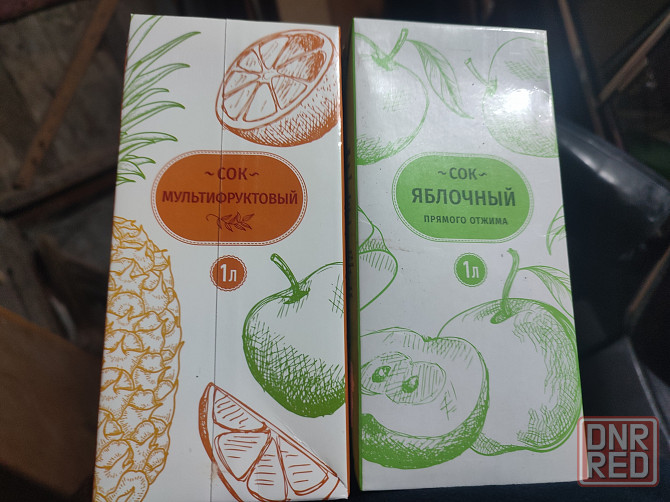 ~СОК~
МУЛЬТИФРУКТОВЫЙ
1л
~СОК~
ЯБЛОЧНЫЙ
ПРЯМОГО ОТЖИМА
1л
DNR
RED